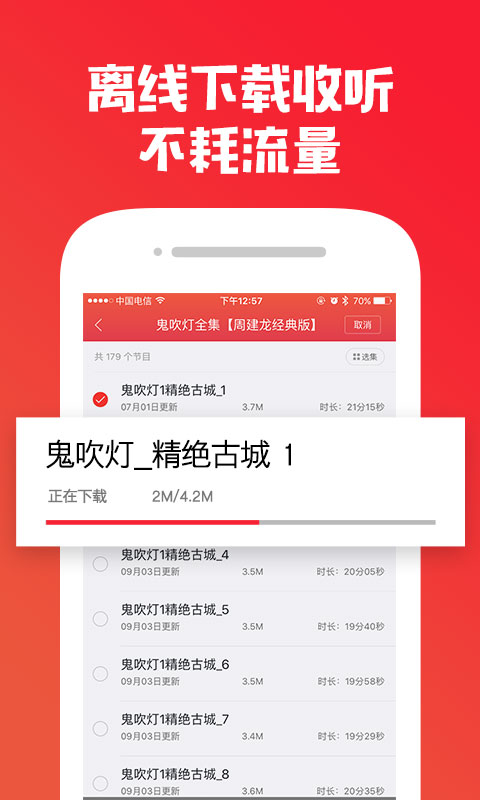 离线下载收听
不耗流量
中国电信 下午12:57 70%
鬼吹灯全集【周建龙经典版】 取消
共 179 个节目 选集
鬼吹灯1精绝古城_1
07月01日更新 3.7M 时长：21分15秒
鬼吹灯_精绝古城 1
正在下载 2M/4.2M
鬼吹灯1精绝古城_4
09月03日更新 3.5M 时长：20分05秒
鬼吹灯1精绝古城_5
09月03日更新 3.5M 时长：19分40秒
鬼吹灯1精绝古城_6
09月03日更新 3.5M 时长：19分58秒
鬼吹灯1精绝古城_7
09月03日更新 3.4M 时长：19分29秒
鬼吹灯1精绝古城_8
09月03日更新 3.6M 时长：20分38秒